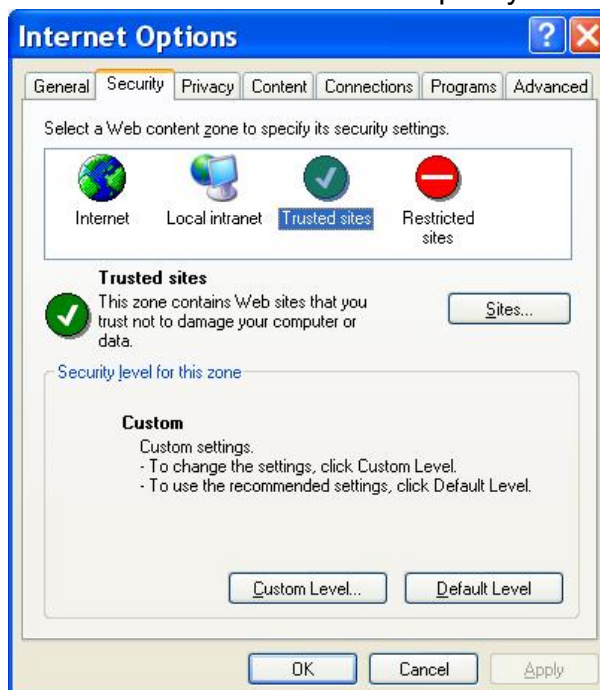 Internet Options
General Security Privacy Content Connections Programs Advanced
Select a Web content zone to specify its security settings.
Internet Local intranet Trusted sites Restricted sites
Trusted sites
This zone contains Web sites that you
trust not to damage your computer or
data.
Sites...
Security level for this zone
Custom
Custom settings.
- To change the settings, click Custom Level.
- To use the recommended settings, click Default Level.
Custom Level... Default Level
OK Cancel Apply